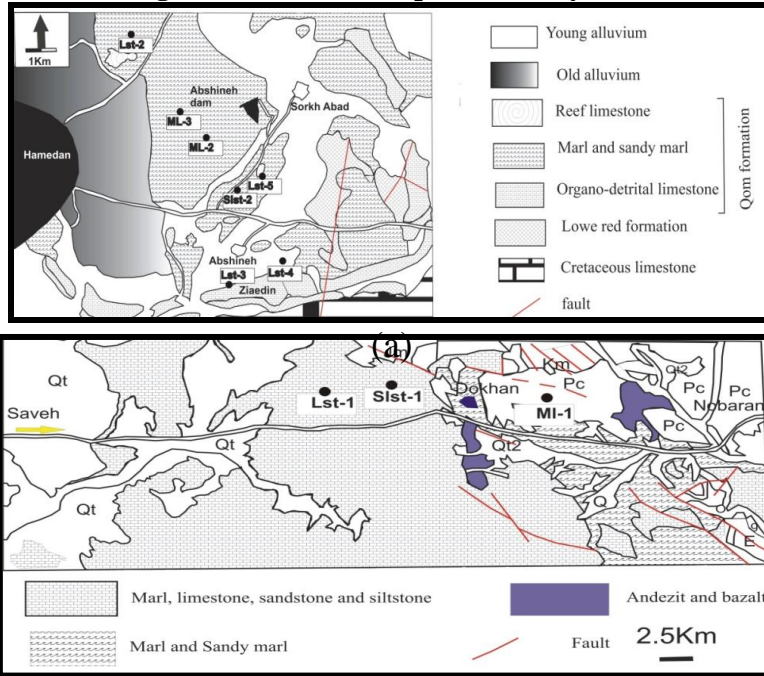 1Km
Lst-2
Abshineh
dam
Sorkh Abad
ML-3
ML-2
Hamedan
Lst-5
Slst-2
Abshineh
Lst-3
Lst-4
Ziaedin
Young alluvium
Old alluvium
Reef limestone
Marl and sandy marl
Organo-detrital limestone
Qom formation
Lowe red formation
Cretaceous limestone
fault
(a)
Qt
Km
Qt2
Lst-1
Slst-1
Dokhan
Pc
Pc
Pc
Saveh
Ml-1
Nobaran
Qt
Pc
Qt2
Qt
Q
E
Marl, limestone, sandstone and siltstone
Andezit and bazalt
Marl and Sandy marl
Fault
2.5Km